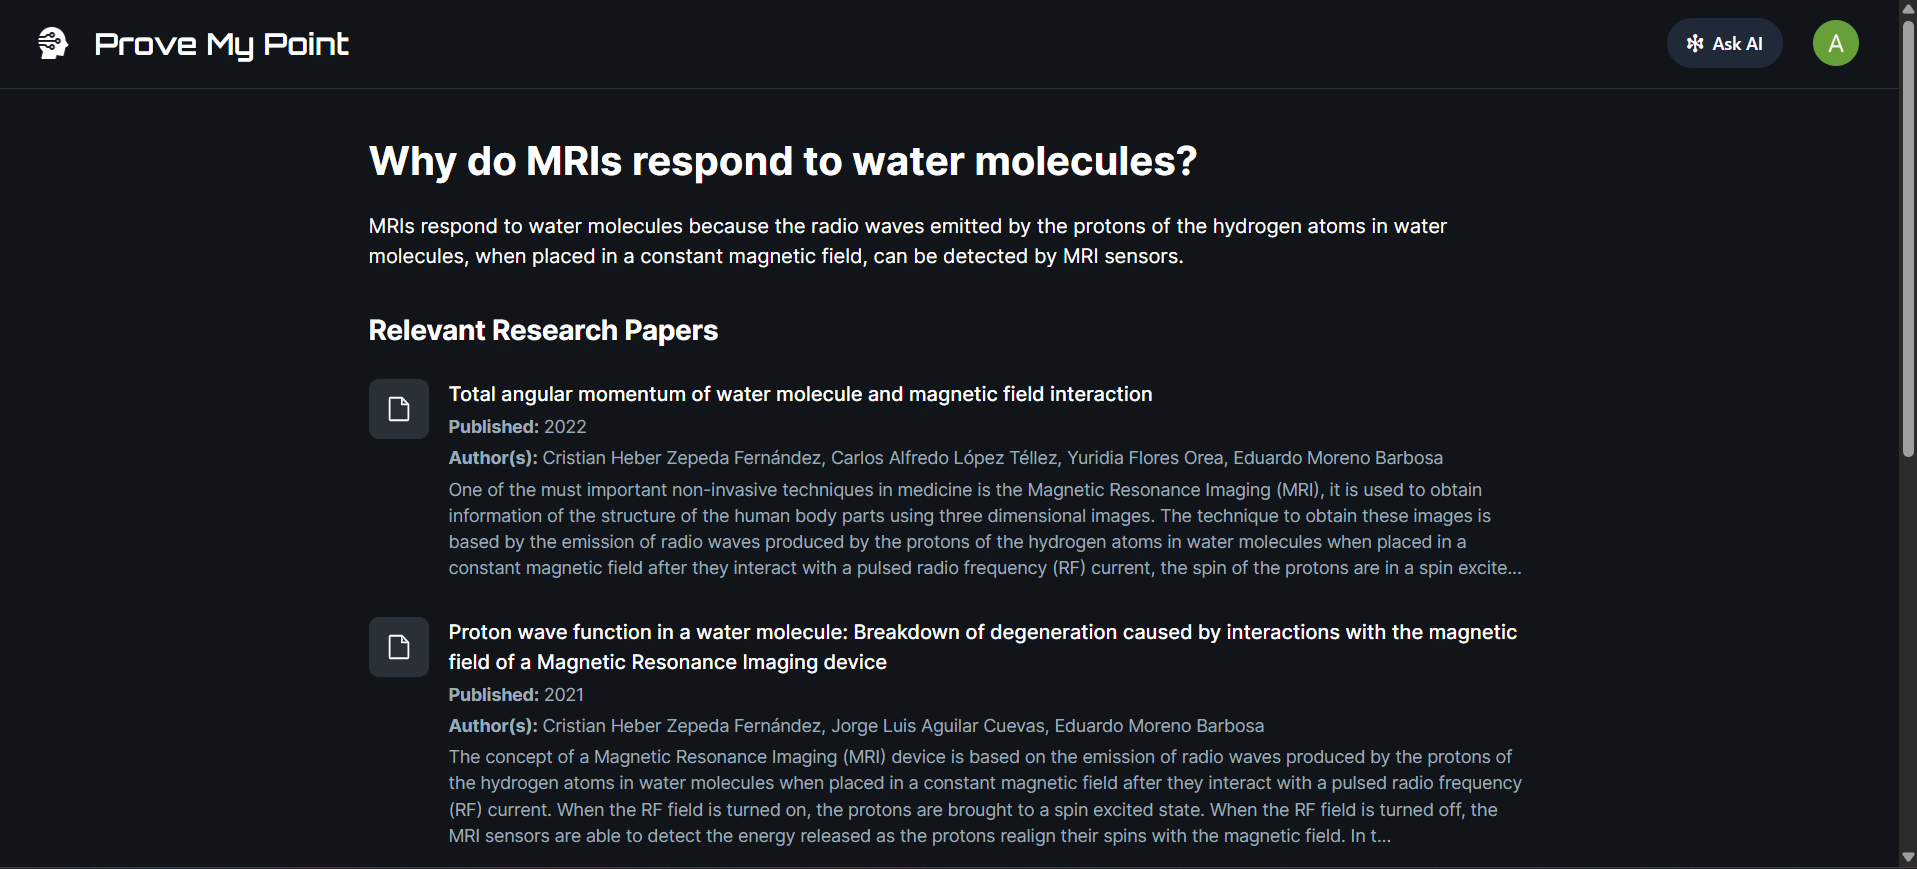 Prove My Point
Ask AI
A
Why do MRIs respond to water molecules?
MRIs respond to water molecules because the radio waves emitted by the protons of the hydrogen atoms in water
molecules, when placed in a constant magnetic field, can be detected by MRI sensors.
Relevant Research Papers
Total angular momentum of water molecule and magnetic field interaction
Published: 2022
Author(s): Cristian Heber Zepeda Fernández, Carlos Alfredo López Téllez, Yuridia Flores Orea, Eduardo Moreno Barbosa
One of the must important non-invasive techniques in medicine is the Magnetic Resonance Imaging (MRI), it is used to obtain
information of the structure of the human body parts using three dimensional images. The technique to obtain these images is
based by the emission of radio waves produced by the protons of the hydrogen atoms in water molecules when placed in a
constant magnetic field after they interact with a pulsed radio frequency (RF) current, the spin of the protons are in a spin excite...
Proton wave function in a water molecule: Breakdown of degeneration caused by interactions with the magnetic
field of a Magnetic Resonance Imaging device
Published: 2021
Author(s): Cristian Heber Zepeda Fernández, Jorge Luis Aguilar Cuevas, Eduardo Moreno Barbosa
The concept of a Magnetic Resonance Imaging (MRI) device is based on the emission of radio waves produced by the protons of
the hydrogen atoms in water molecules when placed in a constant magnetic field after they interact with a pulsed radio frequency
(RF) current. When the RF field is turned on, the protons are brought to a spin excited state. When the RF field is turned off, the
MRI sensors are able to detect the energy released as the protons realign their spins with the magnetic field. In t...